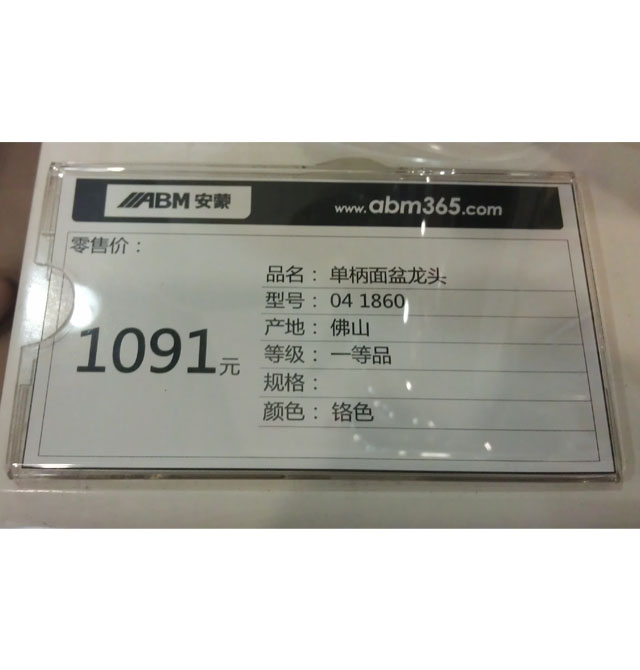 ABM 安蒙
www.abm365.com
零售价：
1091元
品名：单柄面盆龙头
型号：04 1860
产地：佛山
等级：一等品
规格：
颜色：铬色